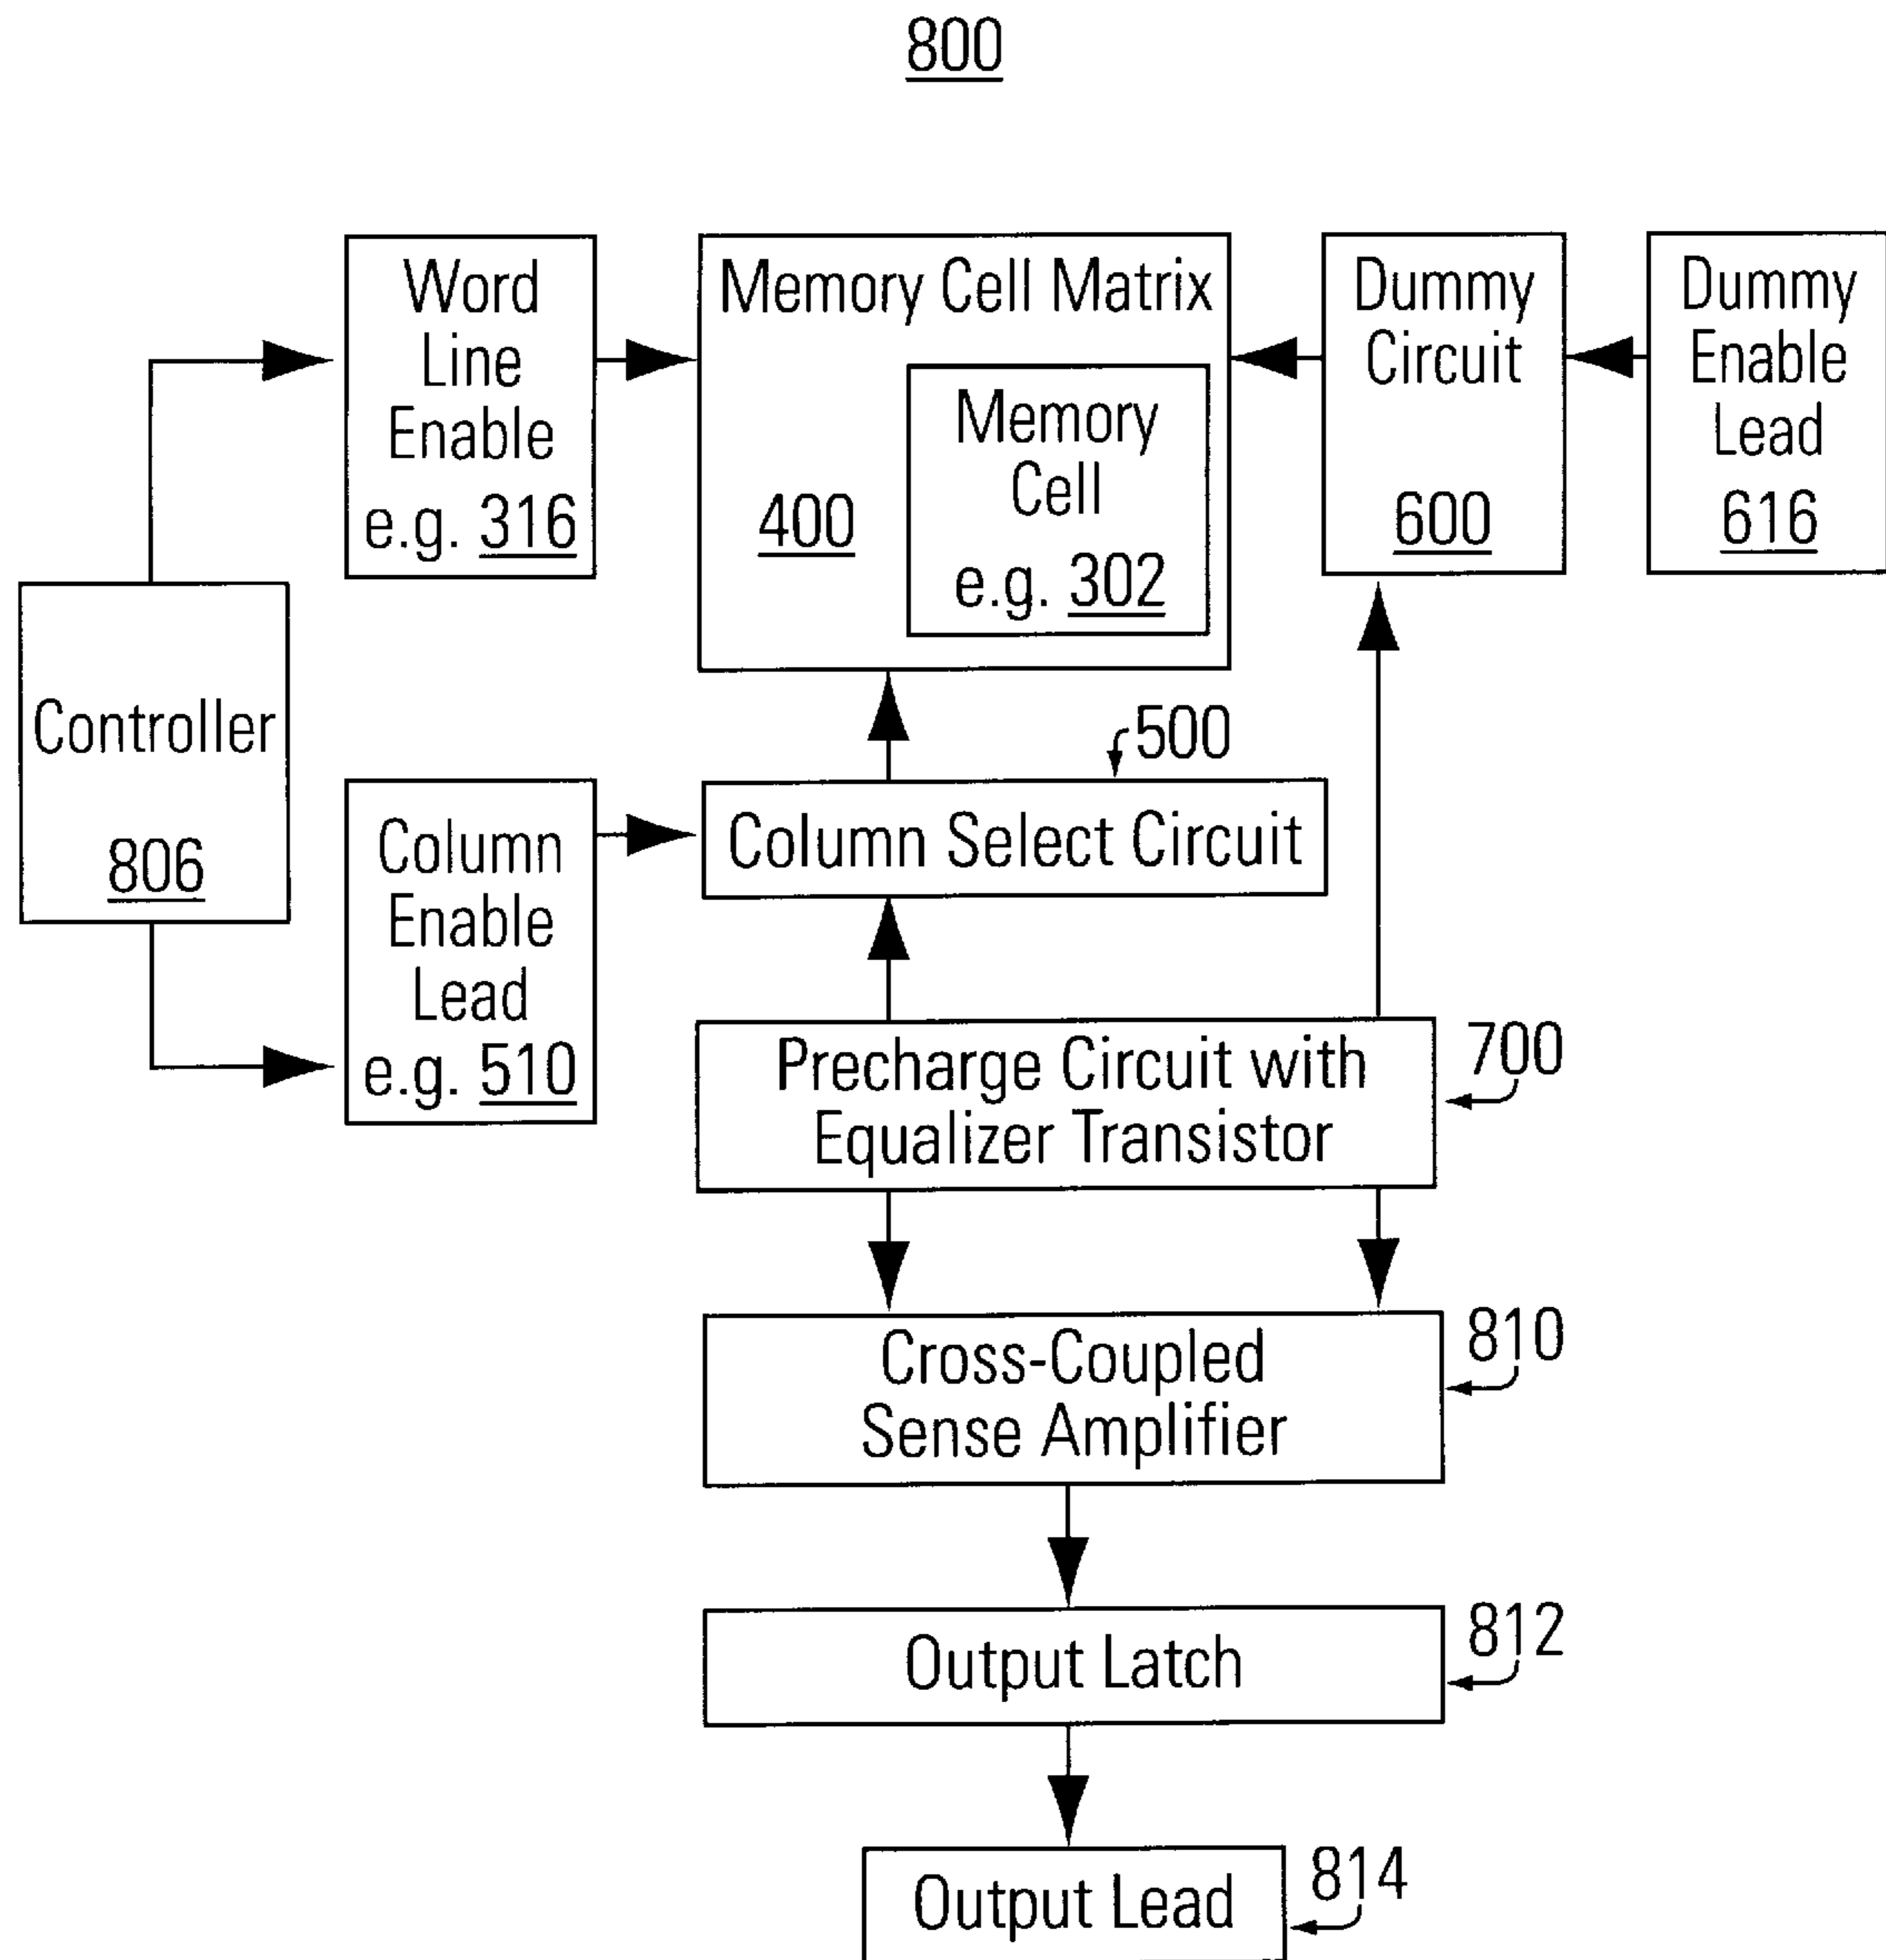 800
Word
Line
Enable
e.g. 316
Memory Cell Matrix
400
Memory
Cell
e.g. 302
Dummy
Circuit
600
Dummy
Enable
Lead
616
Controller
806
Column
Enable
Lead
e.g. 510
500
Column Select Circuit
Precharge Circuit with
Equalizer Transistor
700
Cross-Coupled
Sense Amplifier
810
Output Latch
812
Output Lead
814